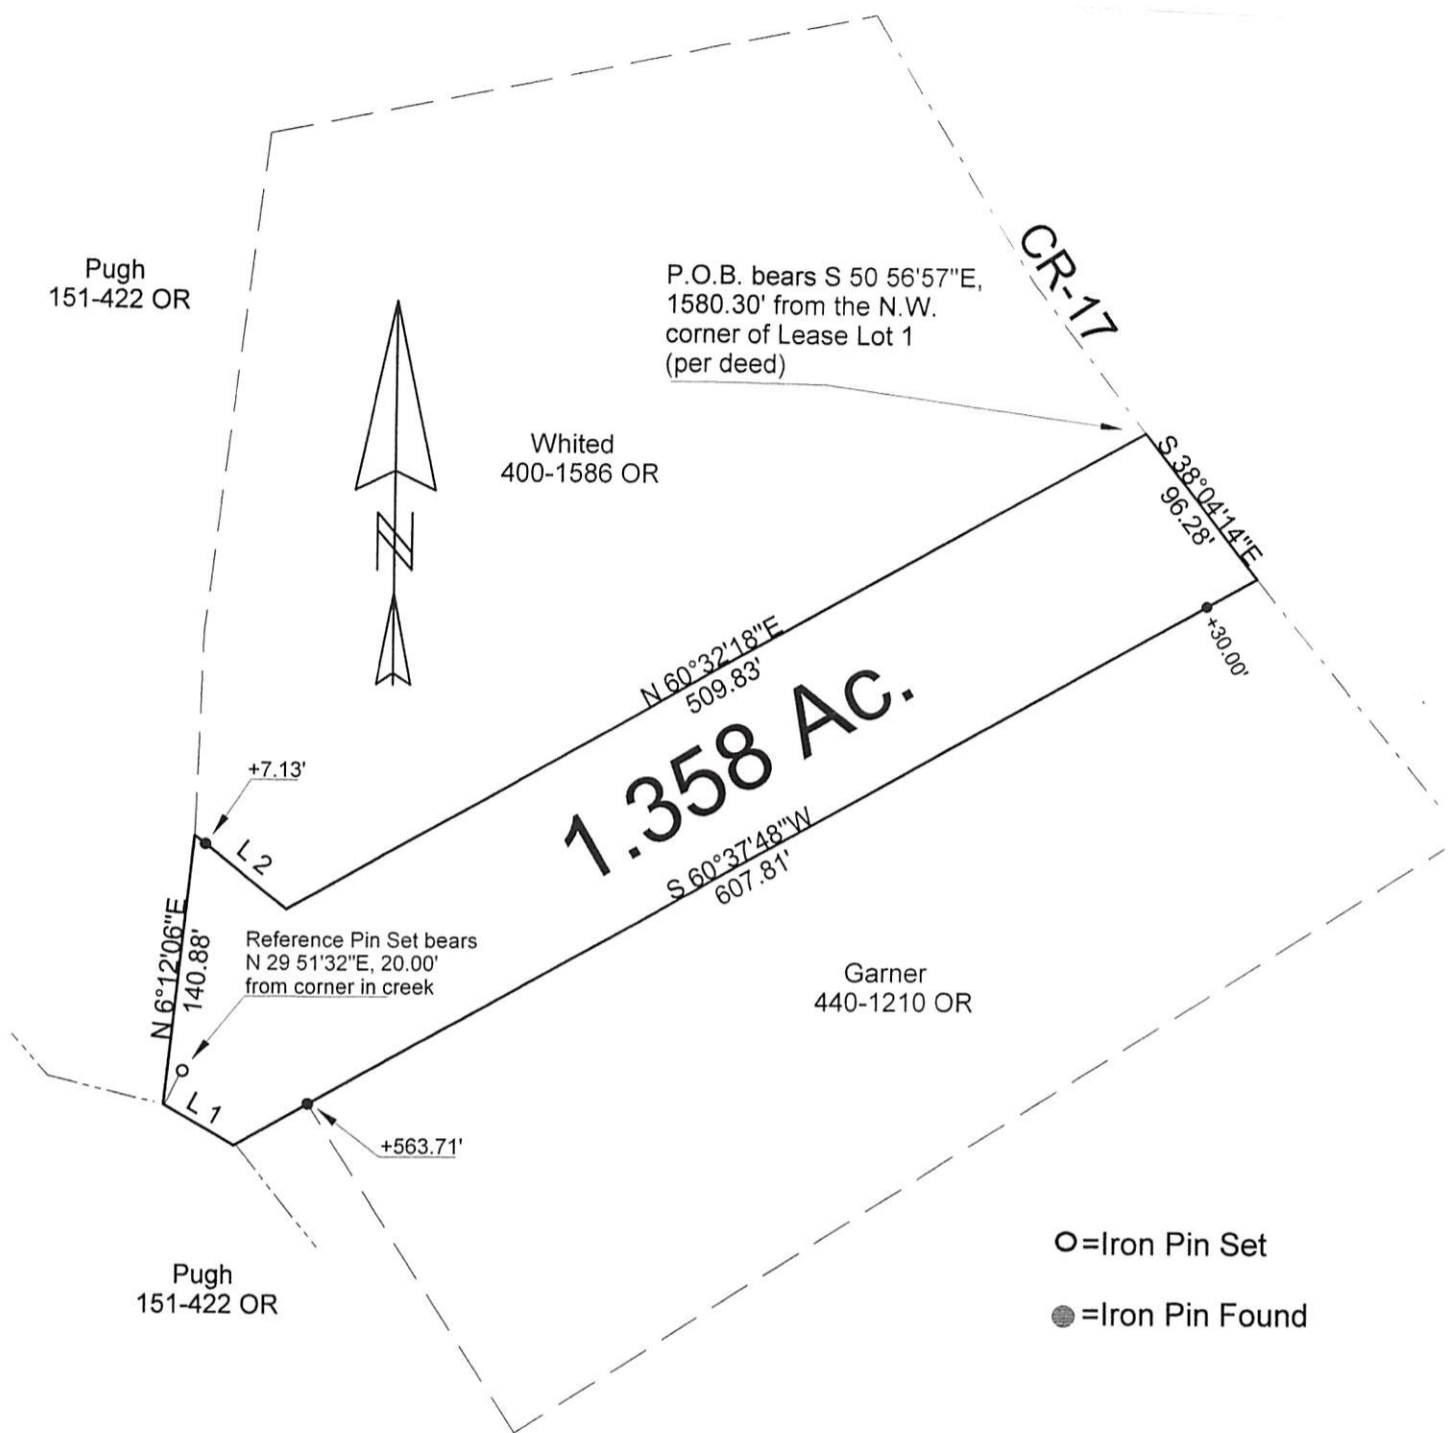 Pugh
151-422 OR
CR-17
P.O.B. bears S 50 56'57"E,
1580.30' from the N.W.
corner of Lease Lot 1
(per deed)
Whited
400-1586 OR
N
S 38°04'14"E
96.28'
+30.00'
N 60°32'18"E
509.83'
1.358 Ac.
S 60°37'48"W
607.81'
+7.13'
L 2
N 6°12'06"E
140.88'
Reference Pin Set bears
N 29 51'32"E, 20.00'
from corner in creek
L 1
+563.71'
Garner
440-1210 OR
Pugh
151-422 OR
=Iron Pin Set
=Iron Pin Found